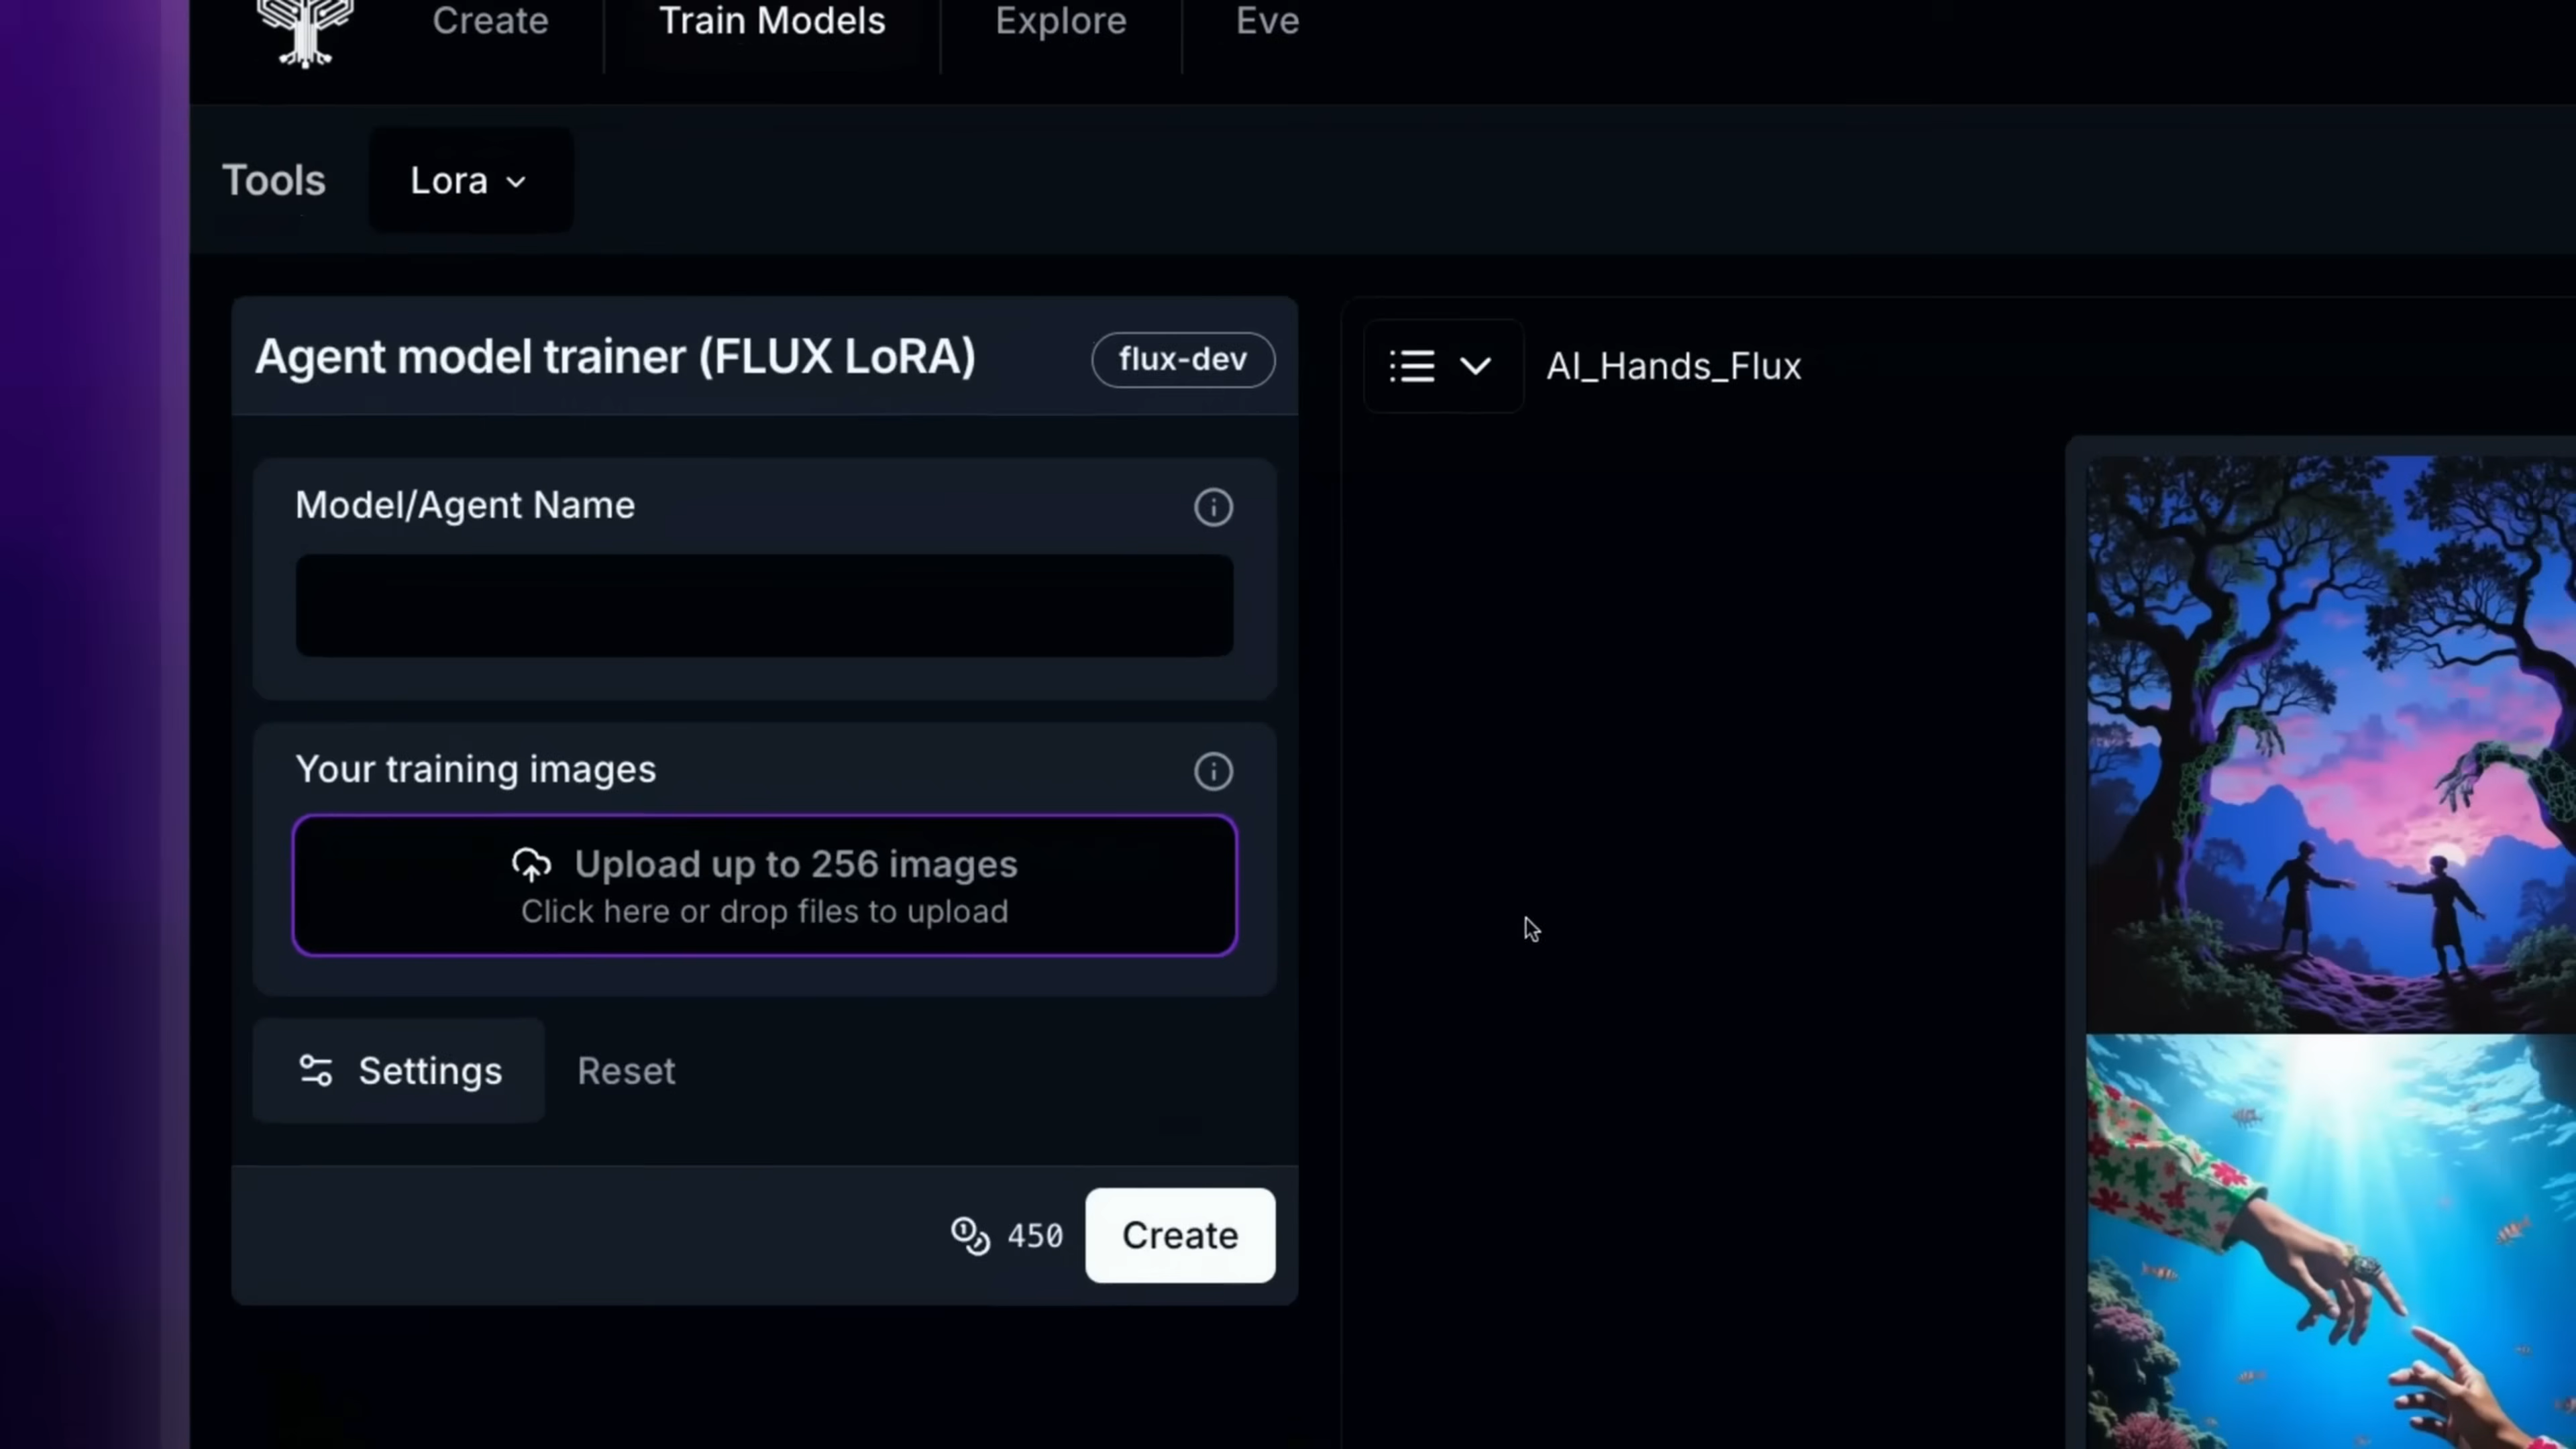 Create
Train Models
Explore
Eve
Tools
Lora
Agent model trainer (FLUX LoRA)
flux-dev
AI_Hands_Flux
Model/Agent Name
Your training images
Upload up to 256 images
Click here or drop files to upload
Settings
Reset
450
Create